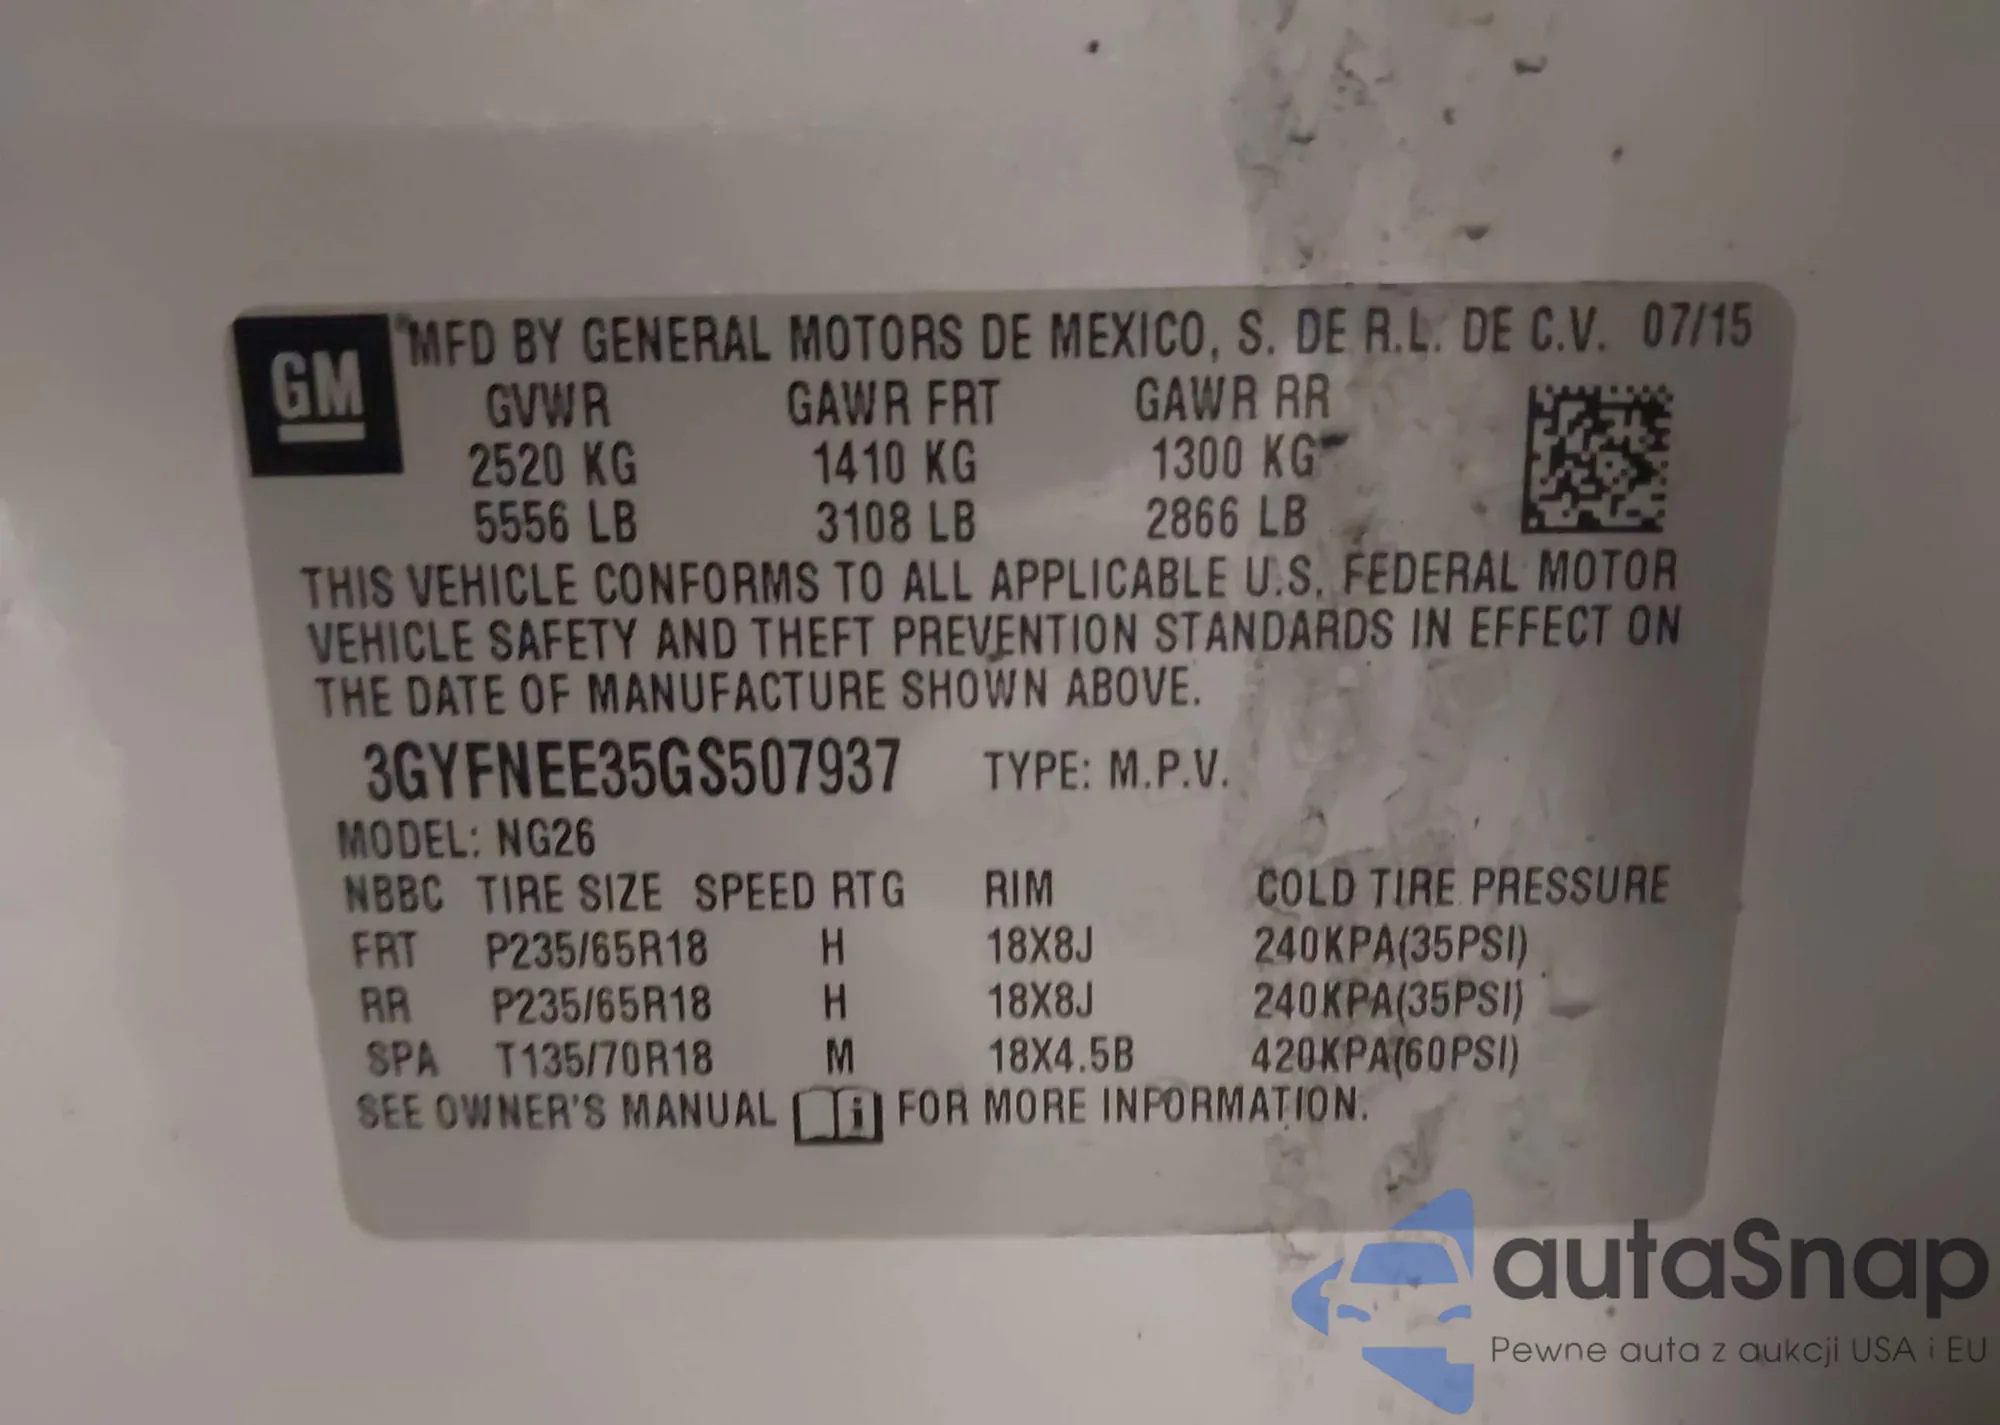 GM
MFD BY GENERAL MOTORS DE MEXICO, S. DE R.L. DE C.V. 07/15
GVWR GAWR FRT GAWR RR
2520 KG 1410 KG 1300 KG
5556 LB 3108 LB 2866 LB
THIS VEHICLE CONFORMS TO ALL APPLICABLE U.S. FEDERAL MOTOR
VEHICLE SAFETY AND THEFT PREVENTION STANDARDS IN EFFECT ON
THE DATE OF MANUFACTURE SHOWN ABOVE.
3GYFNEE35GS507937 TYPE: M.P.V.
MODEL: NG26
NBBC TIRE SIZE SPEED RTG RIM COLD TIRE PRESSURE
FRT P235/65R18 H 18X8J 240KPA(35PSI)
RR P235/65R18 H 18X8J 240KPA(35PSI)
SPA T135/70R18 M 18X4.5B 420KPA(60PSI)
SEE OWNER'S MANUAL i FOR MORE INFORMATION.
autaSnap
Pewne auta z aukcji USA i EU